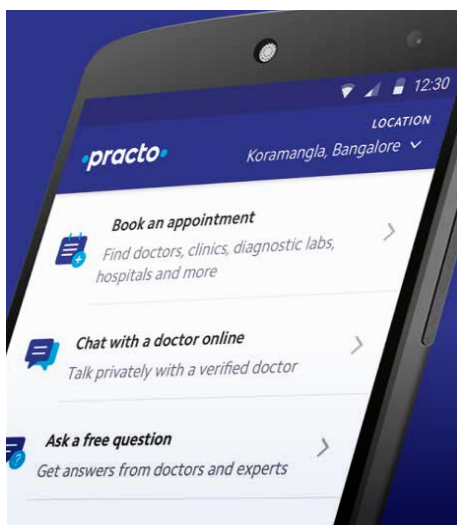 12:30
LOCATION
practo
Koramangla, Bangalore
Book an appointment
Find doctors, clinics, diagnostic labs,
hospitals and more
Chat with a doctor online
Talk privately with a verified doctor
Ask a free question
Get answers from doctors and experts